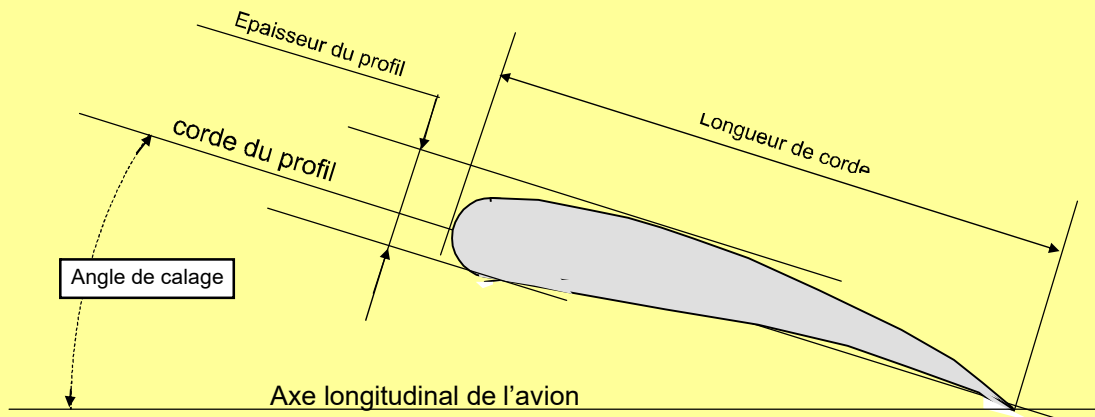 Epaisseur du profil
Longueur de corde
corde du profil
Angle de calage
Axe longitudinal de l’avion